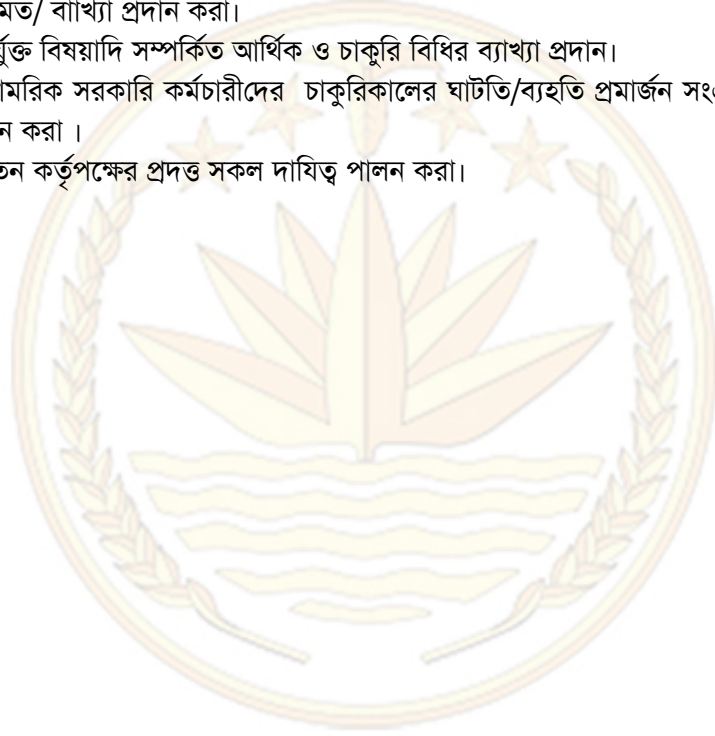 মত/ বাখ্যিা প্রদান করা।
র্যুক্ত বিষয়াদি সম্পর্কিত আর্থিক ও চাকুরি বিধির ব্যাখ্যা প্রদান।
মরিক সরকারি কর্মচারীদের চাকুরিকালের ঘাটতি/ব্যহতি প্রমার্জন সং
ন করা ।
তন কর্তৃপক্ষের প্রদত্ত সকল দাযিত্ব পালন করা।